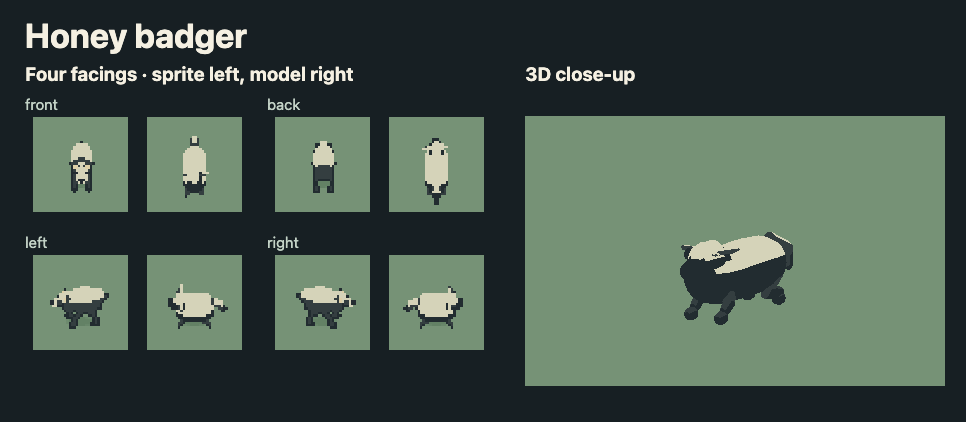 Honey badger
Four facings · sprite left, model right
3D close-up
front
back
left
right